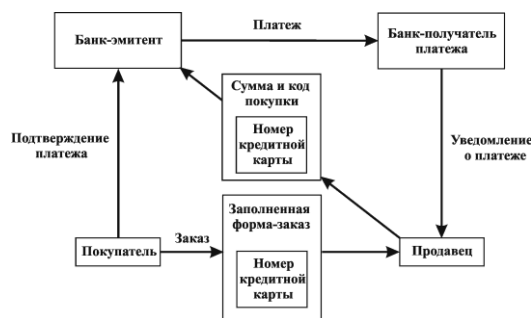 Платеж
Банк-эмитент
Банк-получатель
платежа
Сумма и код
покупки
Номер
кредитной
карты
Подтверждение
платежа
Уведомление
о платеже
Заполненная
форма-заказ
Покупатель
Заказ
Продавец
Номер
кредитной
карты